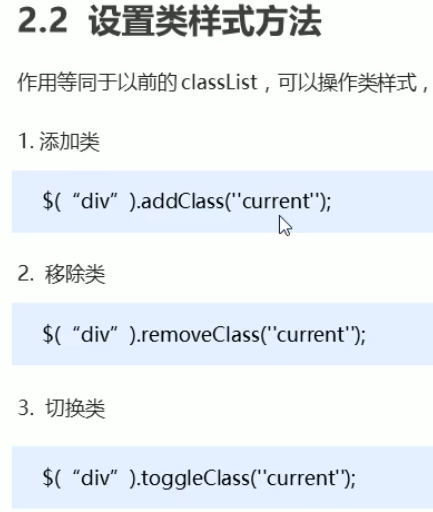 2.2 设置类样式方法
作用等同于以前的 classList，可以操作类样式，
1. 添加类
$(“div”).addClass(''current'');
2. 移除类
$(“div”).removeClass(''current'');
3. 切换类
$(“div”).toggleClass(''current'');